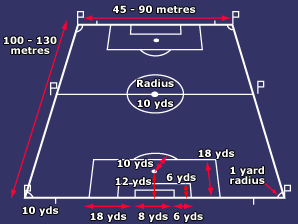 45 - 90 metres
100 - 130
metres
Radius
10 yds
10 yds
18 yds
12 yds
6 yds
1 yard
radius
10 yds
18 yds
8 yds
6 yds